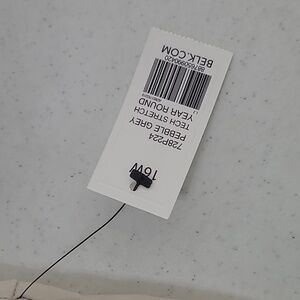 16W
728P224
PEBBLE GREY
TECH STRETCH
YEAR ROUND
BELK.COM